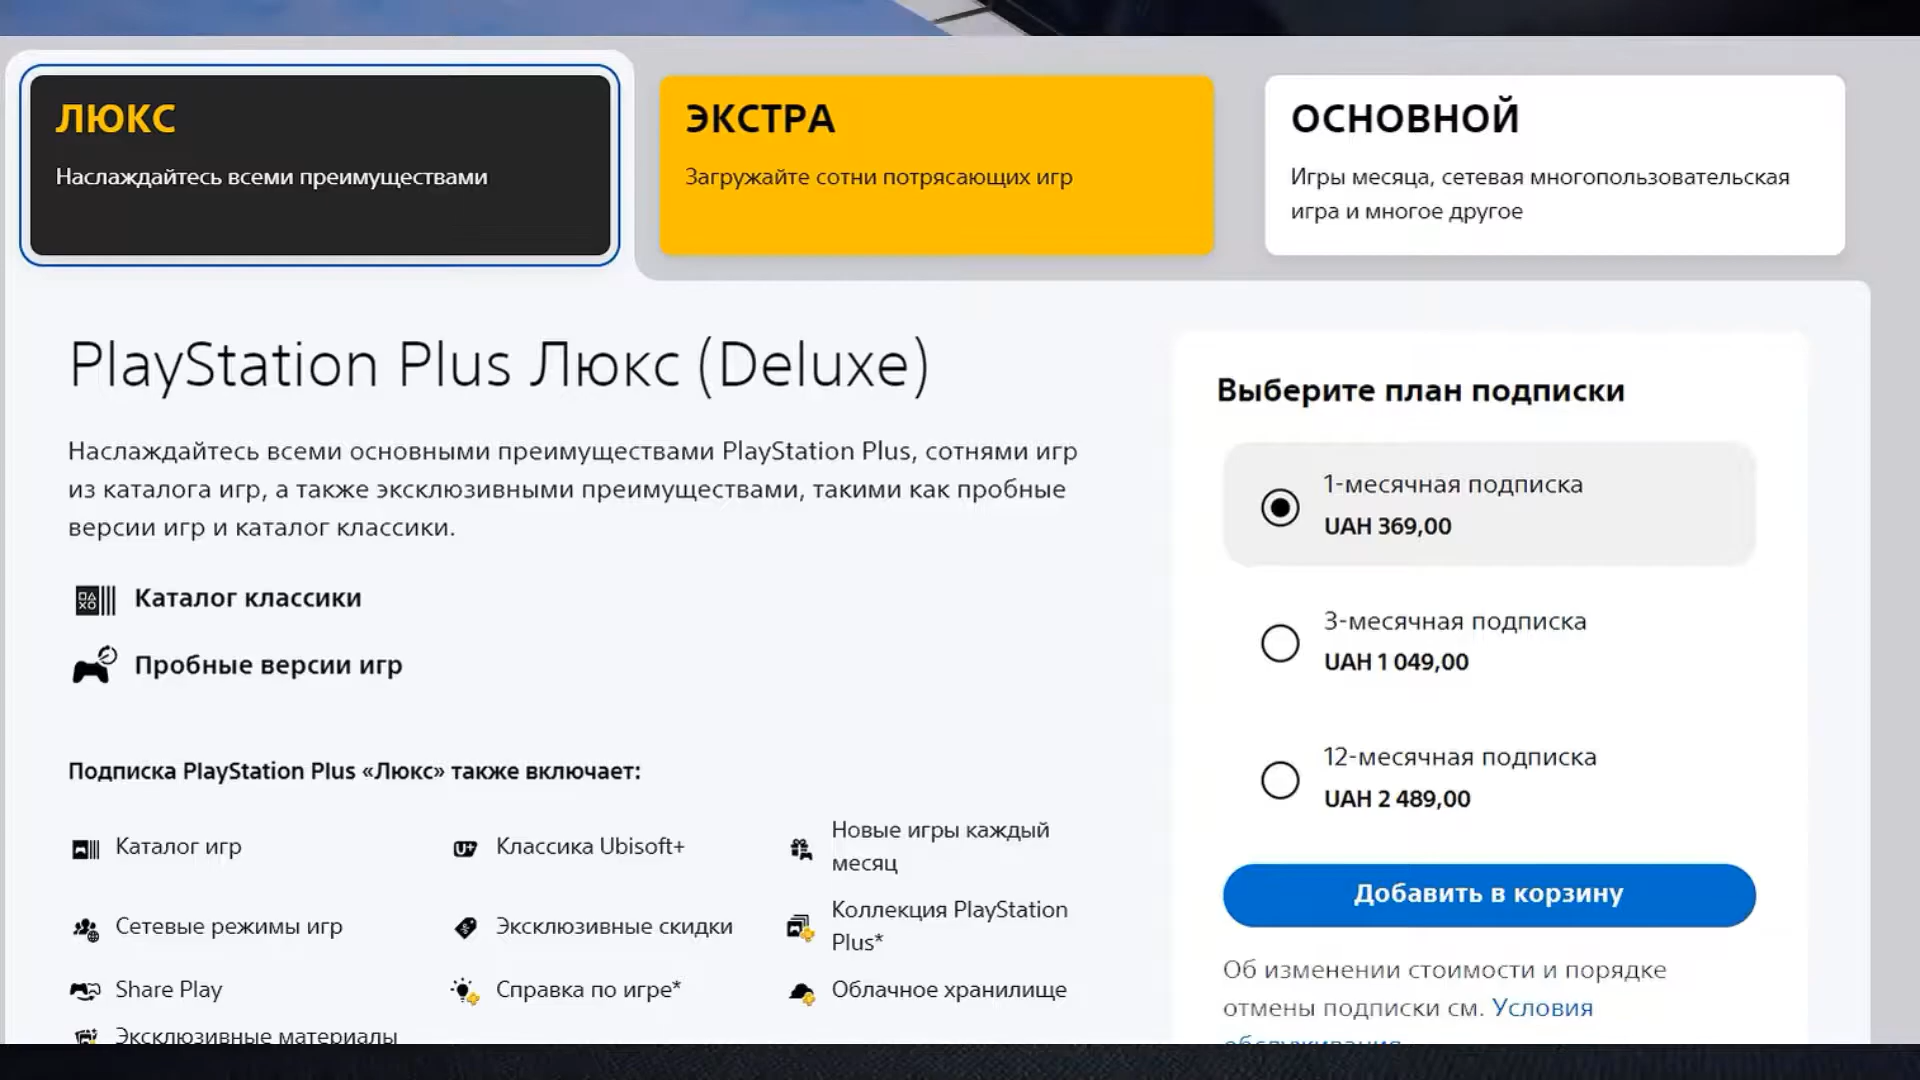 ЛЮКС
Наслаждайтесь всеми преимуществами
ЭКСТРА
Загружайте сотни потрясающих игр
ОСНОВНОЙ
Игры месяца, сетевая многопользовательская
игра и многое другое
PlayStation Plus Люкс (Deluxe)
Наслаждайтесь всеми основными преимуществами PlayStation Plus, сотнями игр
из каталога игр, а также эксклюзивными преимуществами, такими как пробные
версии игр и каталог классики.
Каталог классики
Пробные версии игр
Подписка PlayStation Plus «Люкс» также включает:
Каталог игр
Классика Ubisoft+
Новые игры каждый
месяц
Сетевые режимы игр
Эксклюзивные скидки
Коллекция PlayStation
Plus*
Share Play
Справка по игре*
Облачное хранилище
Эксклюзивные материалы
Выберите план подписки
1-месячная подписка
UAH 369,00
3-месячная подписка
UAH 1 049,00
12-месячная подписка
UAH 2 489,00
Добавить в корзину
Об изменении стоимости и порядке
отмены подписки см. Условия
обслуживания